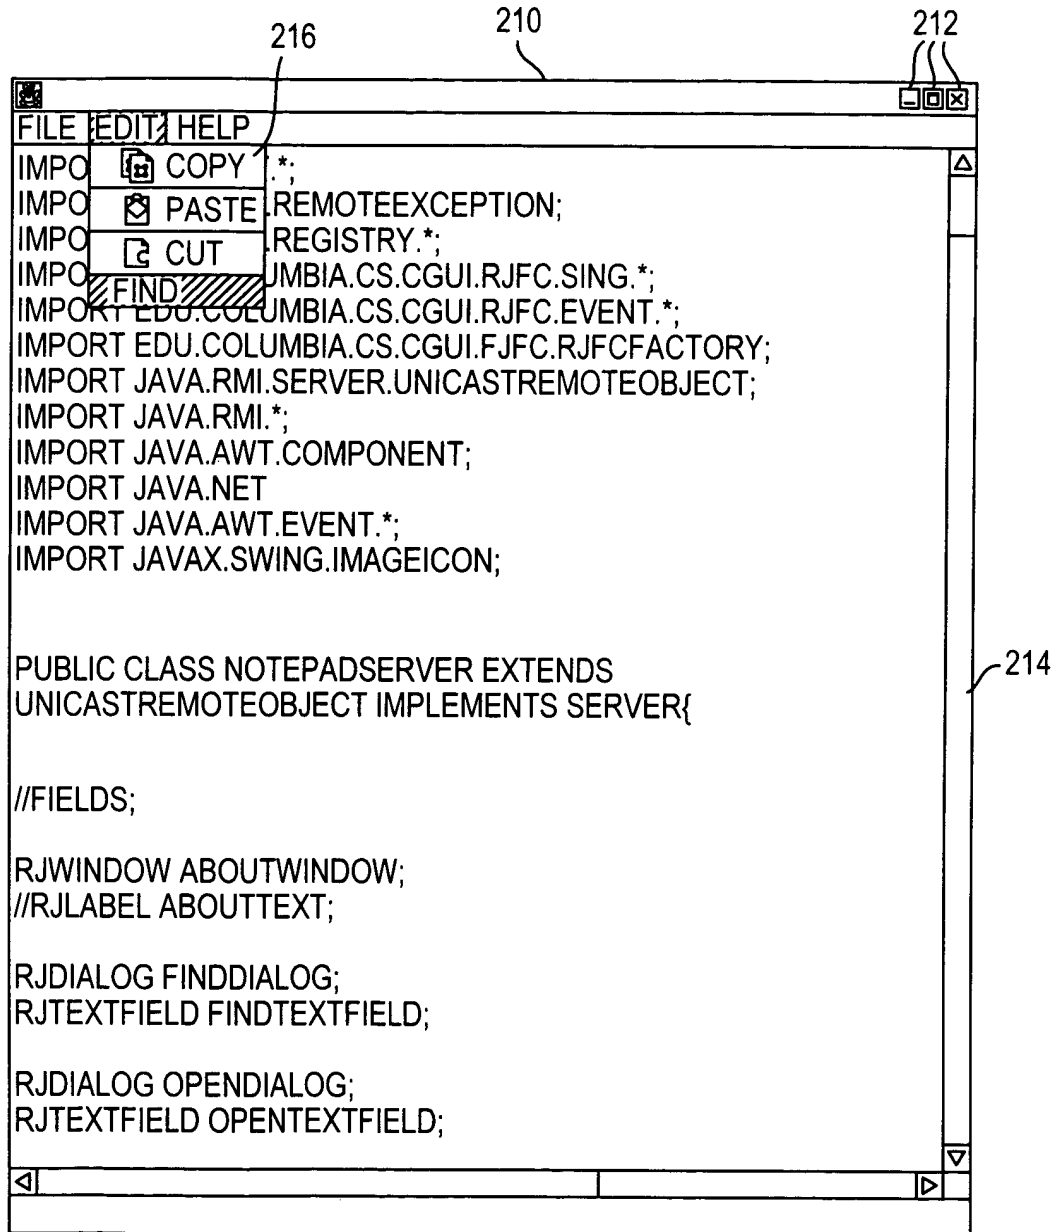 216 210 212
FILE EDIT HELP
IMPO COPY .*;
IMPO PASTE .REMOTEEXCEPTION;
IMPO CUT .REGISTRY.*;
IMPO UMBIA.CS.CGUI.RJFC.SING.*;
FIND
IMPORT EDU.COLUMBIA.CS.CGUI.RJFC.EVENT.*;
IMPORT EDU.COLUMBIA.CS.CGUI.FJFC.RJFCFACTORY;
IMPORT JAVA.RMI.SERVER.UNICASTREMOTEOBJECT;
IMPORT JAVA.RMI.*;
IMPORT JAVA.AWT.COMPONENT;
IMPORT JAVA.NET
IMPORT JAVA.AWT.EVENT.*;
IMPORT JAVAX.SWING.IMAGEICON;
PUBLIC CLASS NOTEPADSERVER EXTENDS
214
UNICASTREMOTEOBJECT IMPLEMENTS SERVER{
//FIELDS;
RJWINDOW ABOUTWINDOW;
//RJLABEL ABOUTTEXT;
RJDIALOG FINDDIALOG;
RJTEXTFIELD FINDTEXTFIELD;
RJDIALOG OPENDIALOG;
RJTEXTFIELD OPENTEXTFIELD;